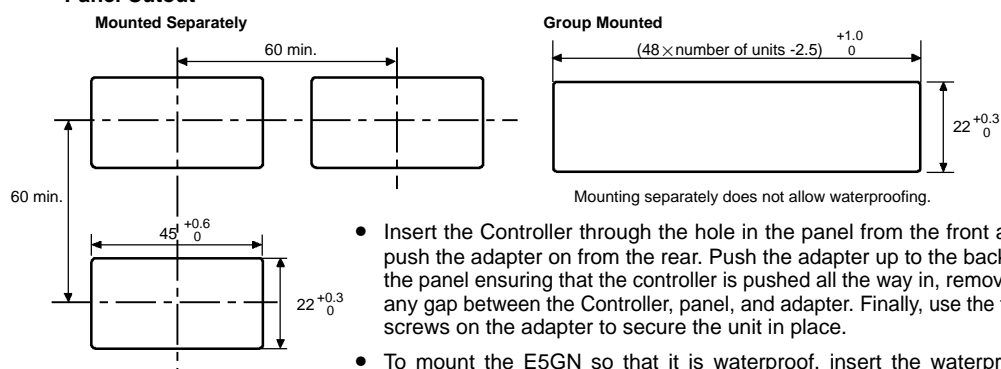 Panel Cutout
Mounted Separately
Group Mounted
60 min.
(48×number of units -2.5) +1.0 0
22 +0.3 0
60 min.
Mounting separately does not allow waterproofing.
45 +0.6 0
22 +0.3 0
• Insert the Controller through the hole in the panel from the front
push the adapter on from the rear. Push the adapter up to the back
the panel ensuring that the controller is pushed all the way in,
any gap between the Controller, panel, and adapter. Finally, use the
screws on the adapter to secure the unit in place.
• To mount the E5GN so that it is waterproof, insert the